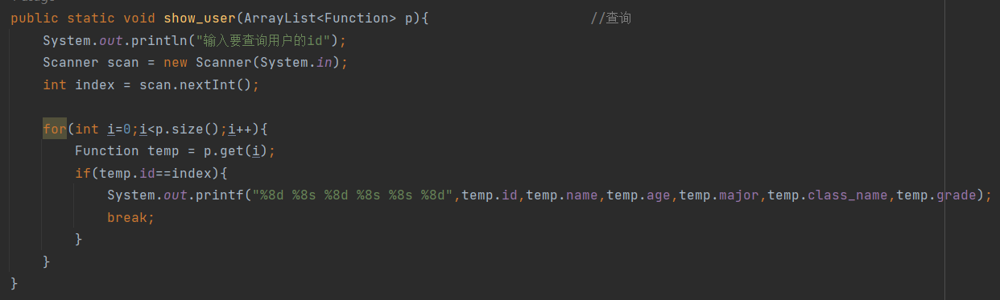 public static void show_user(ArrayList<Function> p){ //查询
System.out.println("输入要查询用户的id");
Scanner scan = new Scanner(System.in);
int index = scan.nextInt();
for(int i=0;i<p.size();i++){
Function temp = p.get(i);
if(temp.id==index){
System.out.printf("%8d %8s %8d %8s %8s %8d",temp.id,temp.name,temp.age,temp.major,temp.class_name,temp.grade);
break;
}
}
}